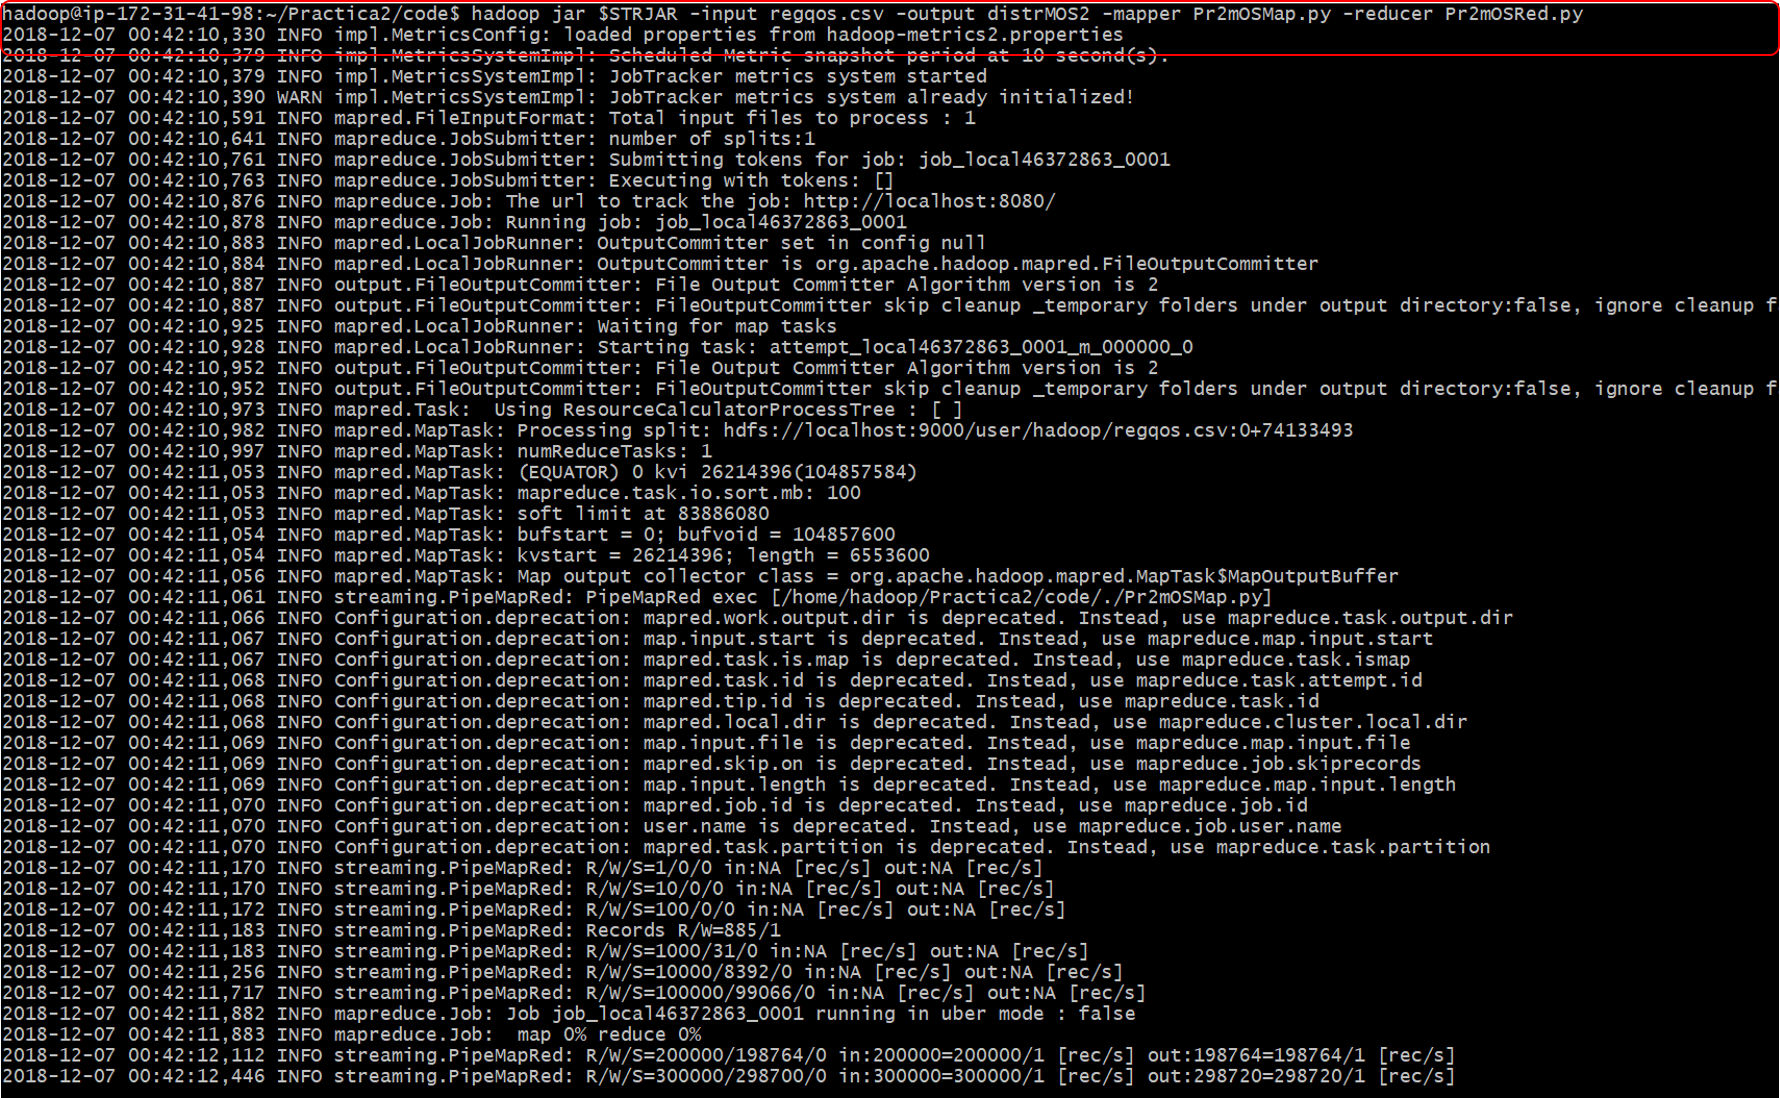 hadoop@ip-172-31-41-98:~/Practica2/code$ hadoop jar $STRJAR -input regqos.csv -output distrMOS2 -mapper Pr2mOSMap.py -reducer Pr2mOSRed.py
2018-12-07 00:42:10,330 INFO impl.MetricsConfig: loaded properties from hadoop-metrics2.properties
2018-12-07 00:42:10,379 INFO impl.MetricsSystemImpl: Scheduled Metric snapshot period at 10 second(s).
2018-12-07 00:42:10,379 INFO impl.MetricsSystemImpl: JobTracker metrics system started
2018-12-07 00:42:10,390 WARN impl.MetricsSystemImpl: JobTracker metrics system already initialized!
2018-12-07 00:42:10,591 INFO mapred.FileInputFormat: Total input files to process : 1
2018-12-07 00:42:10,641 INFO mapreduce.JobSubmitter: number of splits:1
2018-12-07 00:42:10,761 INFO mapreduce.JobSubmitter: Submitting tokens for job: job_local46372863_0001
2018-12-07 00:42:10,763 INFO mapreduce.JobSubmitter: Executing with tokens: []
2018-12-07 00:42:10,876 INFO mapreduce.Job: The url to track the job: http://localhost:8080/
2018-12-07 00:42:10,878 INFO mapreduce.Job: Running job: job_local46372863_0001
2018-12-07 00:42:10,883 INFO mapred.LocalJobRunner: OutputCommitter set in config null
2018-12-07 00:42:10,884 INFO mapred.LocalJobRunner: OutputCommitter is org.apache.hadoop.mapred.FileOutputCommitter
2018-12-07 00:42:10,887 INFO output.FileOutputCommitter: File Output Committer Algorithm version is 2
2018-12-07 00:42:10,887 INFO output.FileOutputCommitter: FileOutputCommitter skip cleanup _temporary folders under output directory:false, ignore cleanup f
2018-12-07 00:42:10,925 INFO mapred.LocalJobRunner: Waiting for map tasks
2018-12-07 00:42:10,928 INFO mapred.LocalJobRunner: Starting task: attempt_local46372863_0001_m_000000_0
2018-12-07 00:42:10,952 INFO output.FileOutputCommitter: File Output Committer Algorithm version is 2
2018-12-07 00:42:10,952 INFO output.FileOutputCommitter: FileOutputCommitter skip cleanup _temporary folders under output directory:false, ignore cleanup f
2018-12-07 00:42:10,973 INFO mapred.Task:  Using ResourceCalculatorProcessTree : [ ]
2018-12-07 00:42:10,982 INFO mapred.MapTask: Processing split: hdfs://localhost:9000/user/hadoop/regqos.csv:0+74133493
2018-12-07 00:42:10,997 INFO mapred.MapTask: numReduceTasks: 1
2018-12-07 00:42:11,053 INFO mapred.MapTask: (EQUATOR) 0 kvi 26214396(104857584)
2018-12-07 00:42:11,053 INFO mapred.MapTask: mapreduce.task.io.sort.mb: 100
2018-12-07 00:42:11,053 INFO mapred.MapTask: soft limit at 83886080
2018-12-07 00:42:11,054 INFO mapred.MapTask: bufstart = 0; bufvoid = 104857600
2018-12-07 00:42:11,054 INFO mapred.MapTask: kvstart = 26214396; length = 6553600
2018-12-07 00:42:11,056 INFO mapred.MapTask: Map output collector class = org.apache.hadoop.mapred.MapTask$MapOutputBuffer
2018-12-07 00:42:11,061 INFO streaming.PipeMapRed: PipeMapRed exec [/home/hadoop/Practica2/code/./Pr2mOSMap.py]
2018-12-07 00:42:11,066 INFO Configuration.deprecation: mapred.work.output.dir is deprecated. Instead, use mapreduce.task.output.dir
2018-12-07 00:42:11,067 INFO Configuration.deprecation: map.input.start is deprecated. Instead, use mapreduce.map.input.start
2018-12-07 00:42:11,067 INFO Configuration.deprecation: mapred.task.is.map is deprecated. Instead, use mapreduce.task.ismap
2018-12-07 00:42:11,068 INFO Configuration.deprecation: mapred.task.id is deprecated. Instead, use mapreduce.task.attempt.id
2018-12-07 00:42:11,068 INFO Configuration.deprecation: mapred.tip.id is deprecated. Instead, use mapreduce.task.id
2018-12-07 00:42:11,068 INFO Configuration.deprecation: mapred.local.dir is deprecated. Instead, use mapreduce.cluster.local.dir
2018-12-07 00:42:11,069 INFO Configuration.deprecation: map.input.file is deprecated. Instead, use mapreduce.map.input.file
2018-12-07 00:42:11,069 INFO Configuration.deprecation: mapred.skip.on is deprecated. Instead, use mapreduce.job.skiprecords
2018-12-07 00:42:11,069 INFO Configuration.deprecation: map.input.length is deprecated. Instead, use mapreduce.map.input.length
2018-12-07 00:42:11,070 INFO Configuration.deprecation: mapred.job.id is deprecated. Instead, use mapreduce.job.id
2018-12-07 00:42:11,070 INFO Configuration.deprecation: user.name is deprecated. Instead, use mapreduce.job.user.name
2018-12-07 00:42:11,070 INFO Configuration.deprecation: mapred.task.partition is deprecated. Instead, use mapreduce.task.partition
2018-12-07 00:42:11,170 INFO streaming.PipeMapRed: R/W/S=1/0/0 in:NA [rec/s] out:NA [rec/s]
2018-12-07 00:42:11,170 INFO streaming.PipeMapRed: R/W/S=10/0/0 in:NA [rec/s] out:NA [rec/s]
2018-12-07 00:42:11,172 INFO streaming.PipeMapRed: R/W/S=100/0/0 in:NA [rec/s] out:NA [rec/s]
2018-12-07 00:42:11,183 INFO streaming.PipeMapRed: Records R/W=885/1
2018-12-07 00:42:11,183 INFO streaming.PipeMapRed: R/W/S=1000/31/0 in:NA [rec/s] out:NA [rec/s]
2018-12-07 00:42:11,256 INFO streaming.PipeMapRed: R/W/S=10000/8392/0 in:NA [rec/s] out:NA [rec/s]
2018-12-07 00:42:11,717 INFO streaming.PipeMapRed: R/W/S=100000/99066/0 in:NA [rec/s] out:NA [rec/s]
2018-12-07 00:42:11,882 INFO mapreduce.Job: Job job_local46372863_0001 running in uber mode : false
2018-12-07 00:42:11,883 INFO mapreduce.Job:  map 0% reduce 0%
2018-12-07 00:42:12,112 INFO streaming.PipeMapRed: R/W/S=200000/198764/0 in:200000=200000/1 [rec/s] out:198764=198764/1 [rec/s]
2018-12-07 00:42:12,446 INFO streaming.PipeMapRed: R/W/S=300000/298700/0 in:300000=300000/1 [rec/s] out:298720=298720/1 [rec/s]